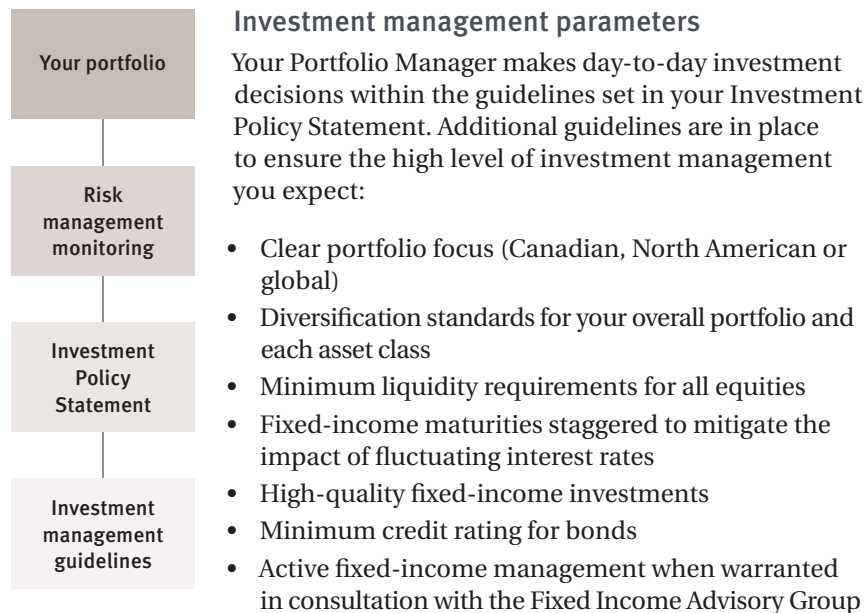 Your portfolio
Risk
management
monitoring
Investment
Policy
Statement
Investment
management
guidelines
Investment management parameters
Your Portfolio Manager makes day-to-day investment
decisions within the guidelines set in your Investment
Policy Statement. Additional guidelines are in place
to ensure the high level of investment management
you expect:
• Clear portfolio focus (Canadian, North American or
global)
• Diversification standards for your overall portfolio and
each asset class
• Minimum liquidity requirements for all equities
• Fixed-income maturities staggered to mitigate the
impact of fluctuating interest rates
• High-quality fixed-income investments
• Minimum credit rating for bonds
• Active fixed-income management when warranted
in consultation with the Fixed Income Advisory Group